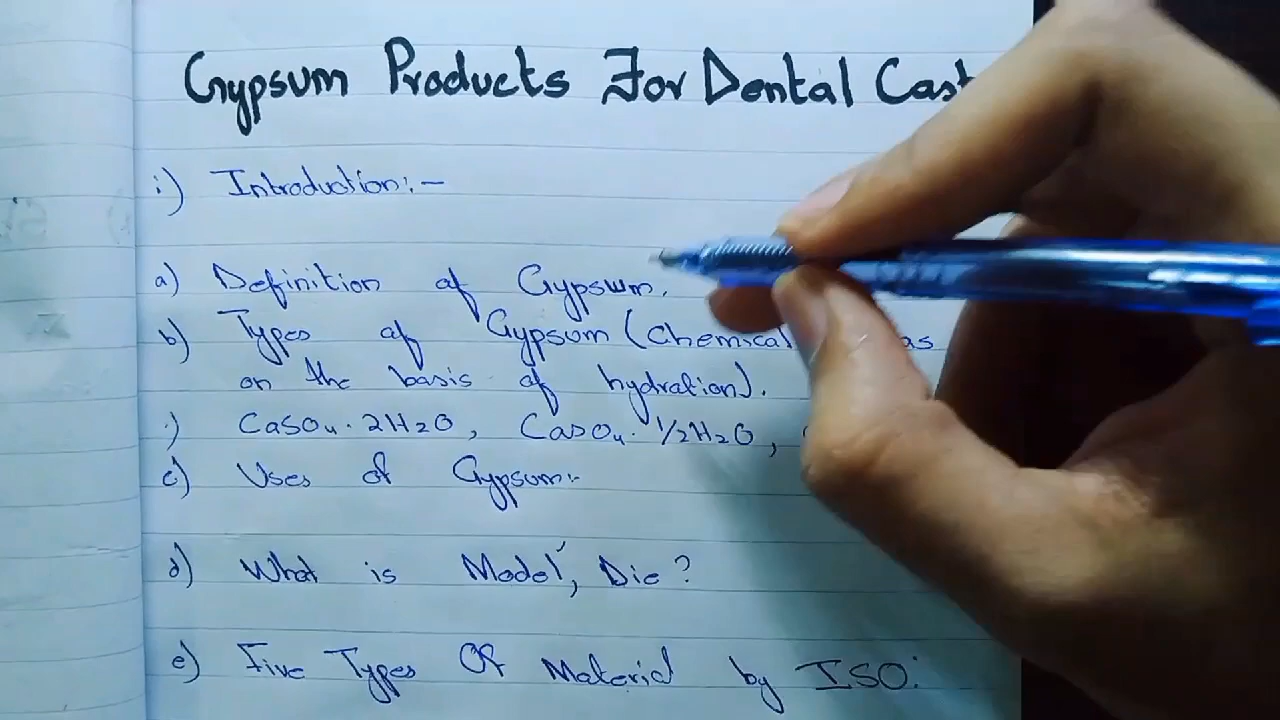 Gypsum Products For Dental Cast
i) Introduction:-
a) Definition of Gypsum.
b) Types of Gypsum (Chemical as
on the basis of hydration).
i) CaSO4. 2H2O, CaSO4. 1/2H2O,
c) Uses of Gypsum:-
d) What is Model, Die?
e) Five Types Of Material by ISO: